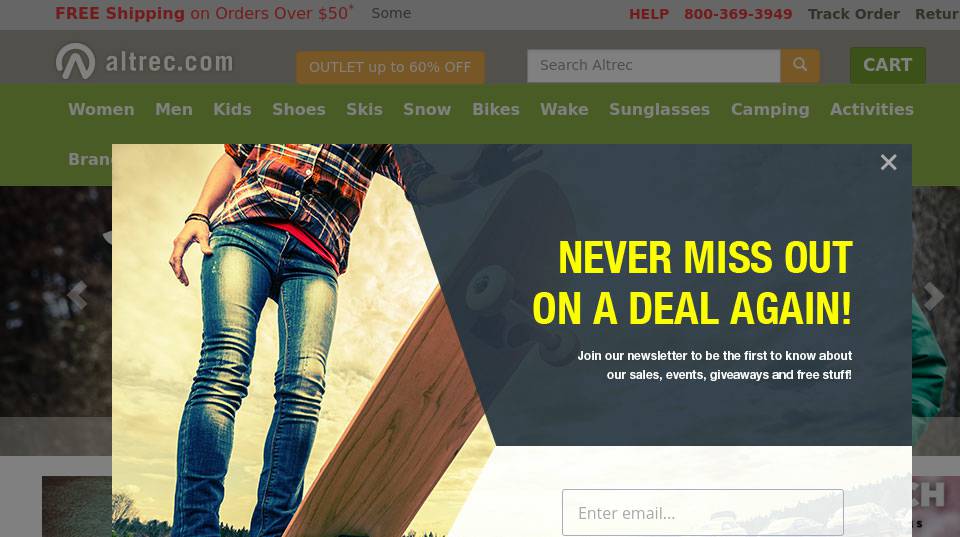 FREE Shipping on Orders Over $50* Some
HELP 800-369-3949 Track Order Retur
altrec.com
OUTLET up to 60% OFF
Search Altrec
CART
Women Men Kids Shoes Skis Snow Bikes Wake Sunglasses Camping Activities
Bran
NEVER MISS OUT
ON A DEAL AGAIN!
Join our newsletter to be the first to know about
our sales, events, giveaways and free stuff!
Enter email...